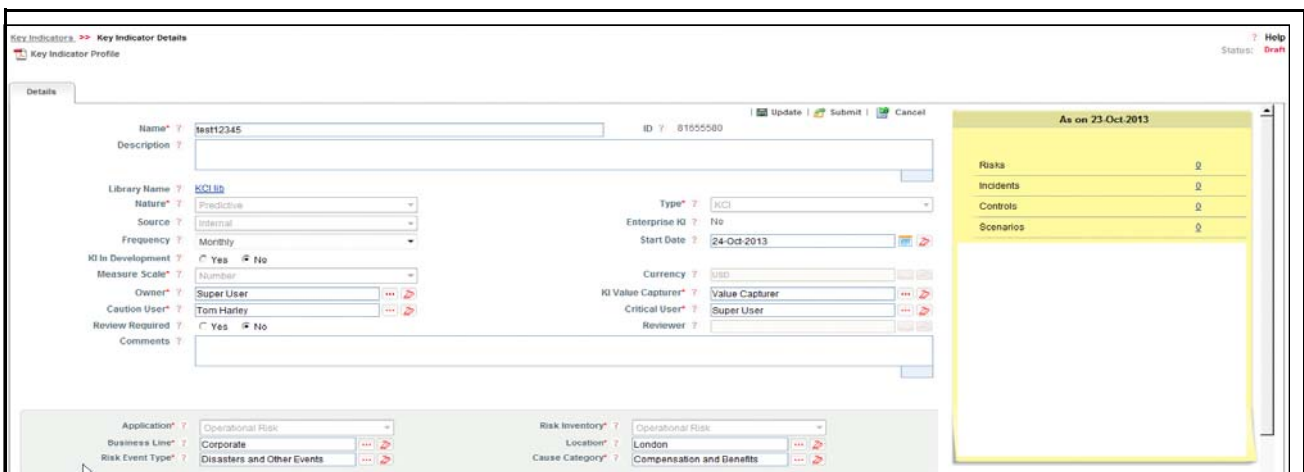 Key Indicators >> Key Indicator Details ? Help
Key Indicator Profile Status: Draft
Details
| Update | Submit | Cancel
As on 23-Oct-2013
Name* ? test12345 ID ? 81655580
Description ?
Risks 0
Library Name ? KCI lib
Incidents 0
Nature* ? Predictive Type* ? KCI
Controls 0
Source ? Internal Enterprise KI ? No
Scenarios 0
Frequency ? Monthly Start Date ? 24-Oct-2013
KI In Development ? Yes No
Measure Scale* ? Number Currency ? USD
Owner* ? Super User KI Value Capturer* ? Value Capturer
Caution User* ? Tom Harley Critical User* ? Super User
Review Required ? Yes No Reviewer ?
Comments ?
Application* ? Operational Risk Risk Inventory* ? Operational Risk
Business Line* ? Corporate Location* ? London
Risk Event Type* ? Disasters and Other Events Cause Category* ? Compensation and Benefits